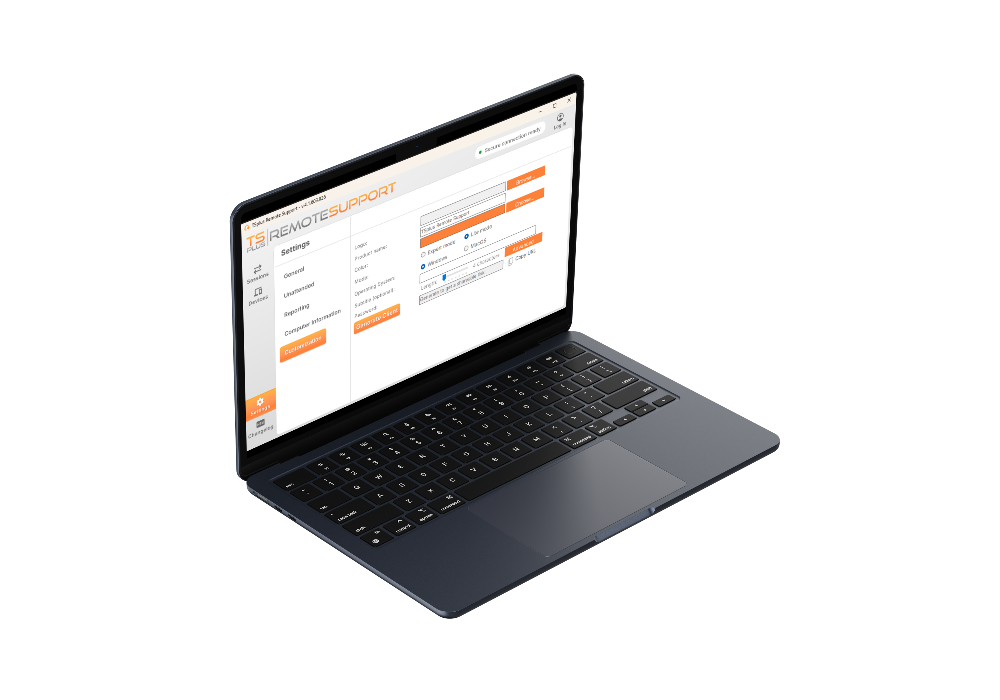 TSplus Remote Support - v.4.1.603.926
TS PLUS REMOTESUPPORT
Secure connection ready
Log in
Sessions
Devices
Settings
Changelog
NEW
Settings
General
Unattended
Reporting
Computer Information
Customization
Logo:
Browse...
Product name:
TSplus Remote Support
Color:
Choose...
Mode:
Expert mode
Lite mode
Operating System:
Windows
MacOS
Subtitle (optional):
Password:
Length:
4 characters
Advanced
Generate Client
Generate to get a shareable link
Copy URL
esc F1 F2 F3 F4 F5 F6 F7 F8 F9 F10 F11 F12
~ ` ! 1 @ 2 # 3 $ 4 % 5 ^ 6 & 7 * 8 ( 9 ) 0 _ - + = delete
tab Q W E R T Y U I O P { [ } ] | \
caps lock A S D F G H J K L : ; " ' return
shift Z X C V B N M < , > . ? / shift
fn control option command command option